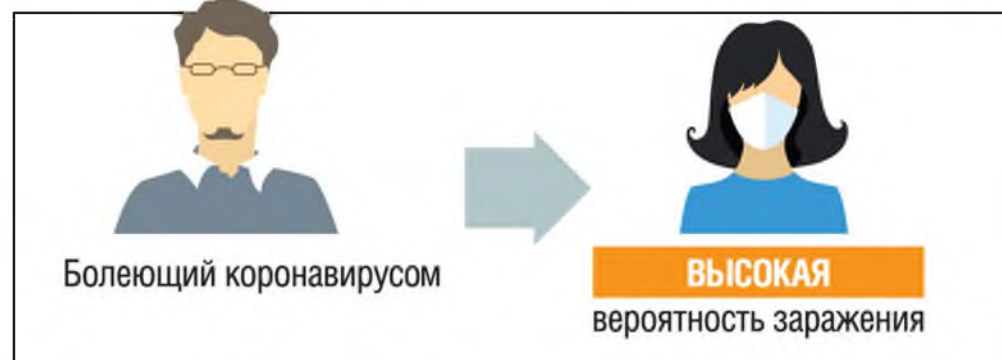 Болеющий коронавирусом
ВЫСОКАЯ
вероятность заражения